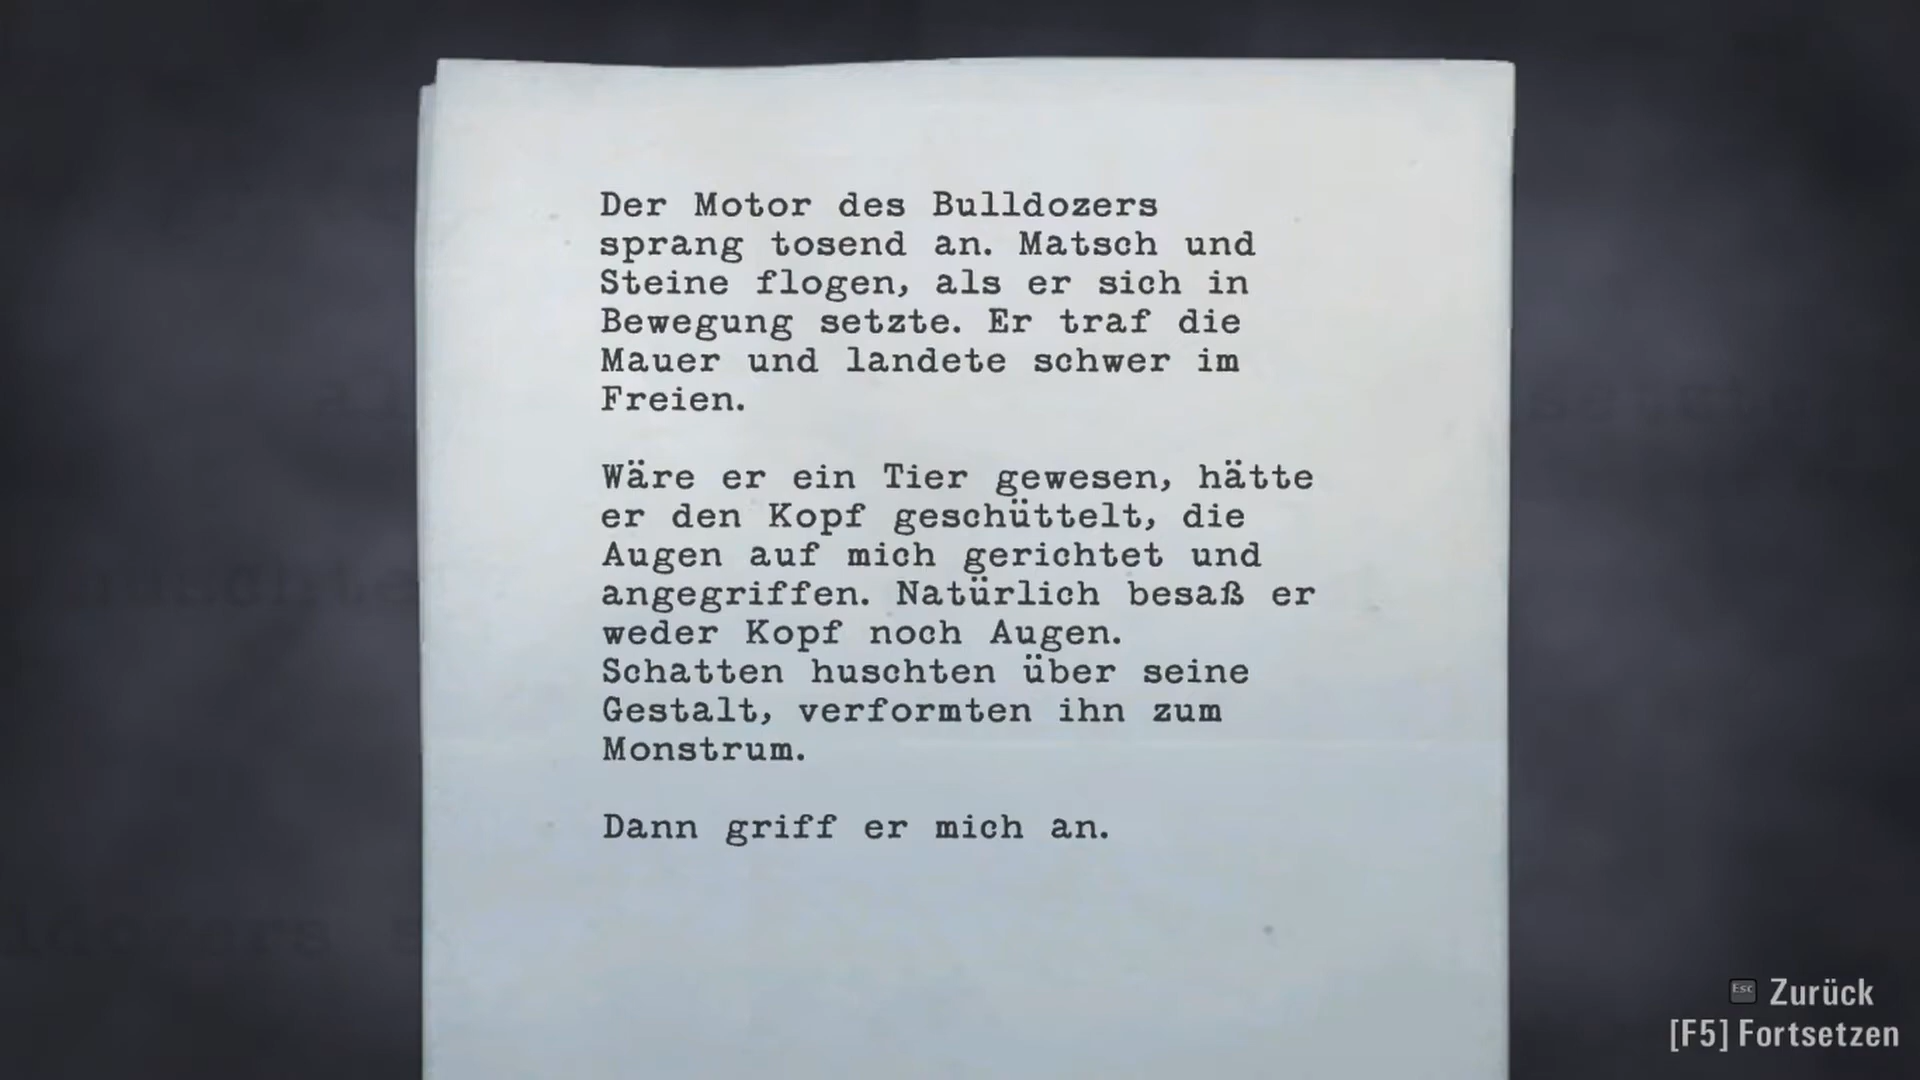 Der Motor des Bulldozers
sprang tosend an. Matsch und
Steine flogen, als er sich in
Bewegung setzte. Er traf die
Mauer und landete schwer im
Freien.
Wäre er ein Tier gewesen, hätte
er den Kopf geschüttelt, die
Augen auf mich gerichtet und
angegriffen. Natürlich besaß er
weder Kopf noch Augen.
Schatten huschten über seine
Gestalt, verformten ihn zum
Monstrum.
Dann griff er mich an.
Esc Zurück
[F5] Fortsetzen